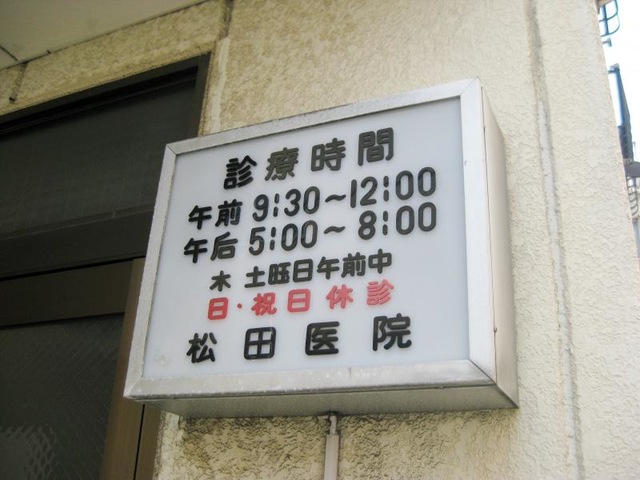 診療時間
午前 9:30~12:00
午后 5:00~8:00
木 土旺日午前中
日・祝日休診
松田医院